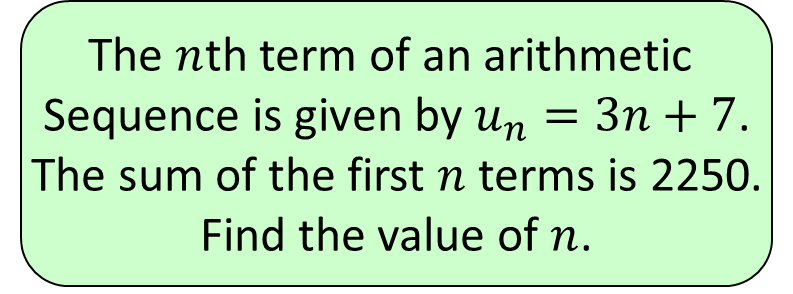 The nth term of an arithmetic
Sequence is given by uₙ = 3n + 7.
The sum of the first n terms is 2250.
Find the value of n.